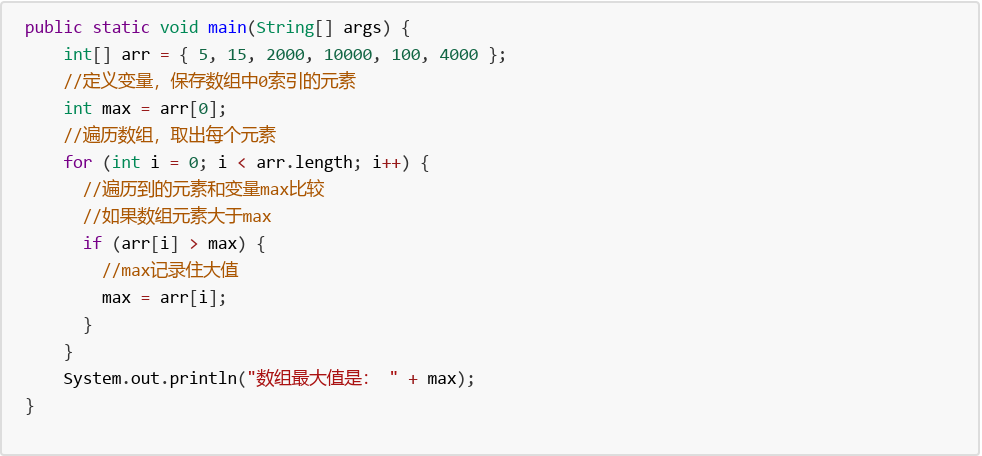 public static void main(String[] args) {
    int[] arr = { 5, 15, 2000, 10000, 100, 4000 };
    //定义变量，保存数组中0索引的元素
    int max = arr[0];
    //遍历数组，取出每个元素
    for (int i = 0; i < arr.length; i++) {
      //遍历到的元素和变量max比较
      //如果数组元素大于max
      if (arr[i] > max) {
        //max记录住大值
        max = arr[i];
      }
    }
    System.out.println("数组最大值是： " + max);
}